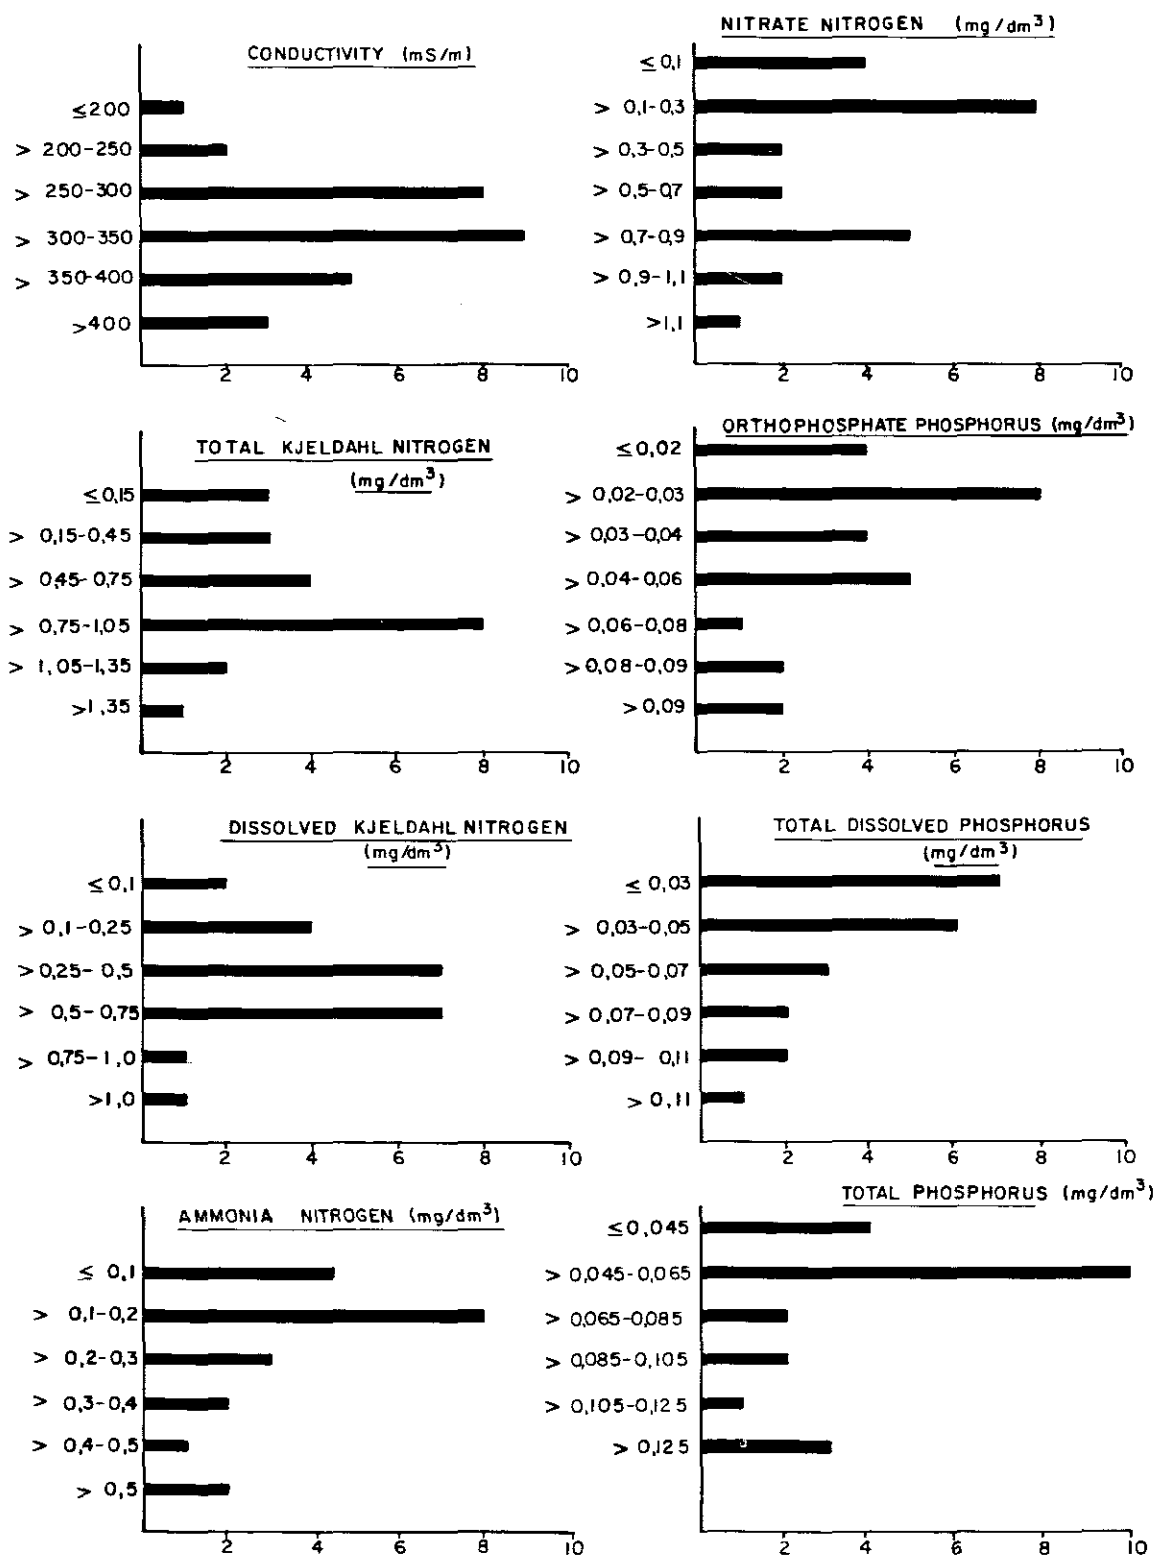 CONDUCTIVITY (mS/m)
≤200
> 200-250
> 250-300
> 300-350
> 350-400
>400
2 4 6 8 10
NITRATE NITROGEN (mg/dm³)
≤0,1
> 0,1-0,3
> 0,3-0,5
> 0,5-0,7
> 0,7-0,9
> 0,9-1,1
>1,1
2 4 6 8 10
TOTAL KJELDAHL NITROGEN
(mg/dm³)
≤0,15
> 0,15-0,45
> 0,45-0,75
> 0,75-1,05
> 1,05-1,35
>1,35
2 4 6 8 10
ORTHOPHOSPHATE PHOSPHORUS (mg/dm³)
≤0,02
> 0,02-0,03
> 0,03-0,04
> 0,04-0,06
> 0,06-0,08
> 0,08-0,09
> 0,09
2 4 6 8 10
DISSOLVED KJELDAHL NITROGEN
(mg/dm³)
≤0,1
> 0,1-0,25
> 0,25-0,5
> 0,5-0,75
> 0,75-1,0
>1,0
2 4 6 8 10
TOTAL DISSOLVED PHOSPHORUS
(mg/dm³)
≤ 0,03
> 0,03-0,05
> 0,05-0,07
> 0,07-0,09
> 0,09-0,11
> 0,11
2 4 6 8 10
AMMONIA NITROGEN (mg/dm³)
≤ 0,1
> 0,1-0,2
> 0,2-0,3
> 0,3-0,4
> 0,4-0,5
> 0,5
2 4 6 8 10
TOTAL PHOSPHORUS (mg/dm³)
≤0,045
> 0,045-0,065
> 0,065-0,085
> 0,085-0,105
> 0,105-0,125
> 0,125
2 4 6 8 10